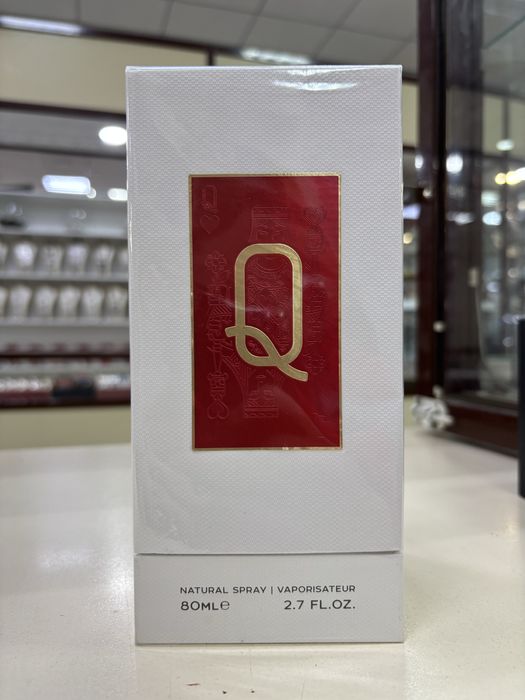 Q
Q
NATURAL SPRAY | VAPORISATEUR
80ML℮ 2.7 FL.OZ.